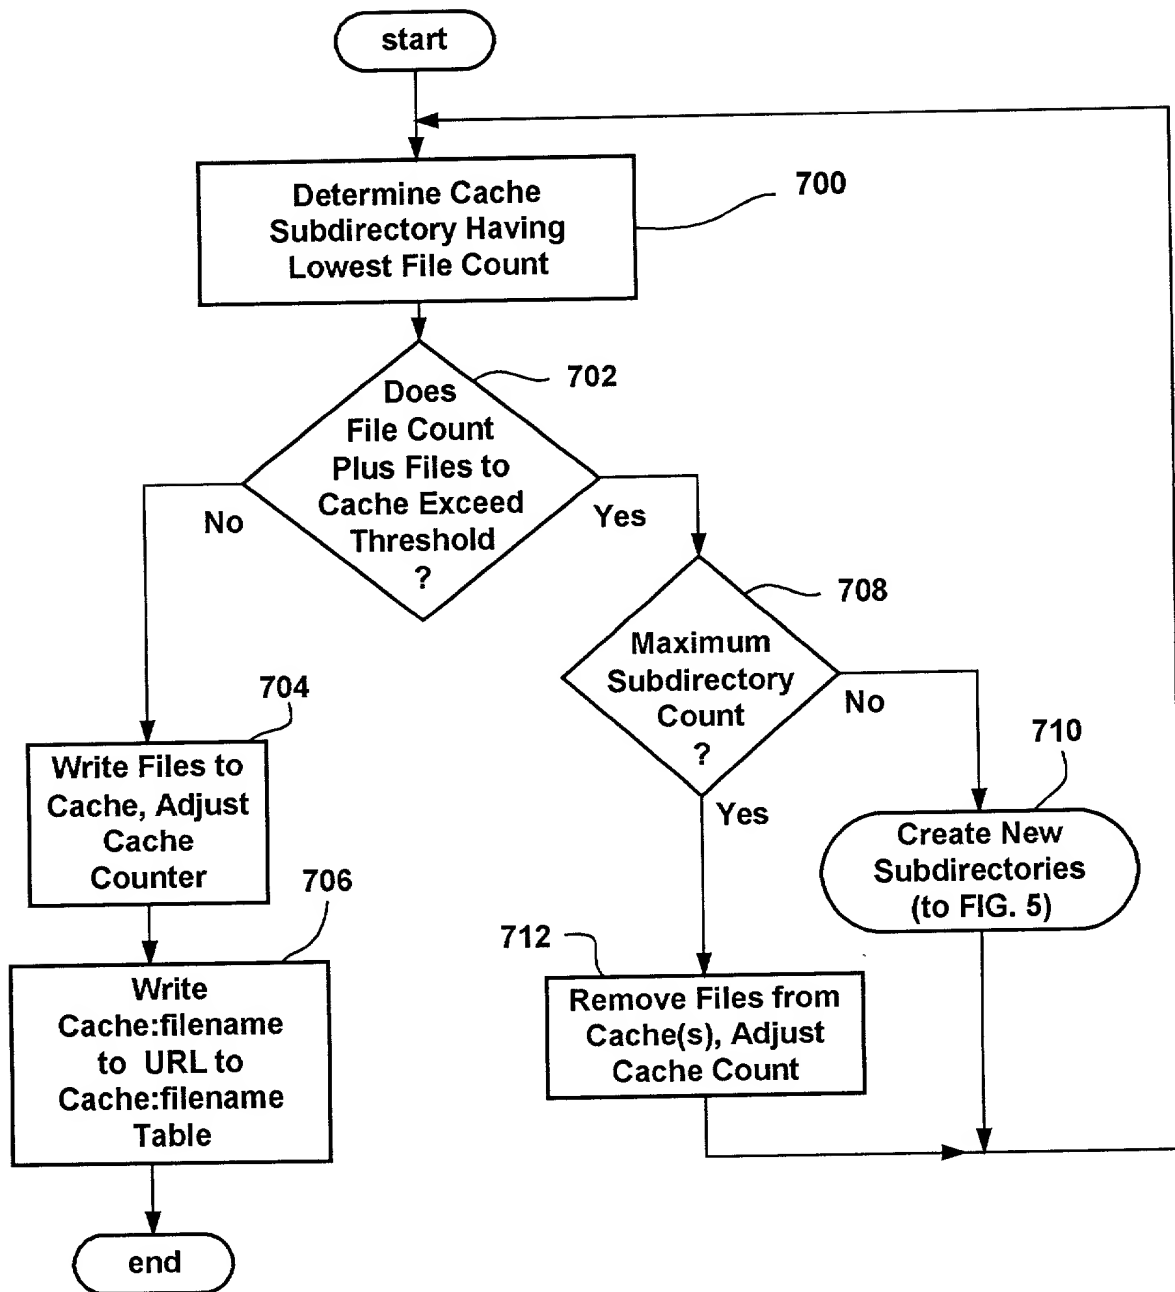 start
Determine Cache
Subdirectory Having
Lowest File Count
700
Does
File Count
Plus Files to
Cache Exceed
Threshold
?
702
No
Yes
708
Maximum
Subdirectory
Count
?
No
Yes
704
Write Files to
Cache, Adjust
Cache
Counter
710
Create New
Subdirectories
(to FIG. 5)
706
Write
Cache:filename
to URL to
Cache:filename
Table
712
Remove Files from
Cache(s), Adjust
Cache Count
end